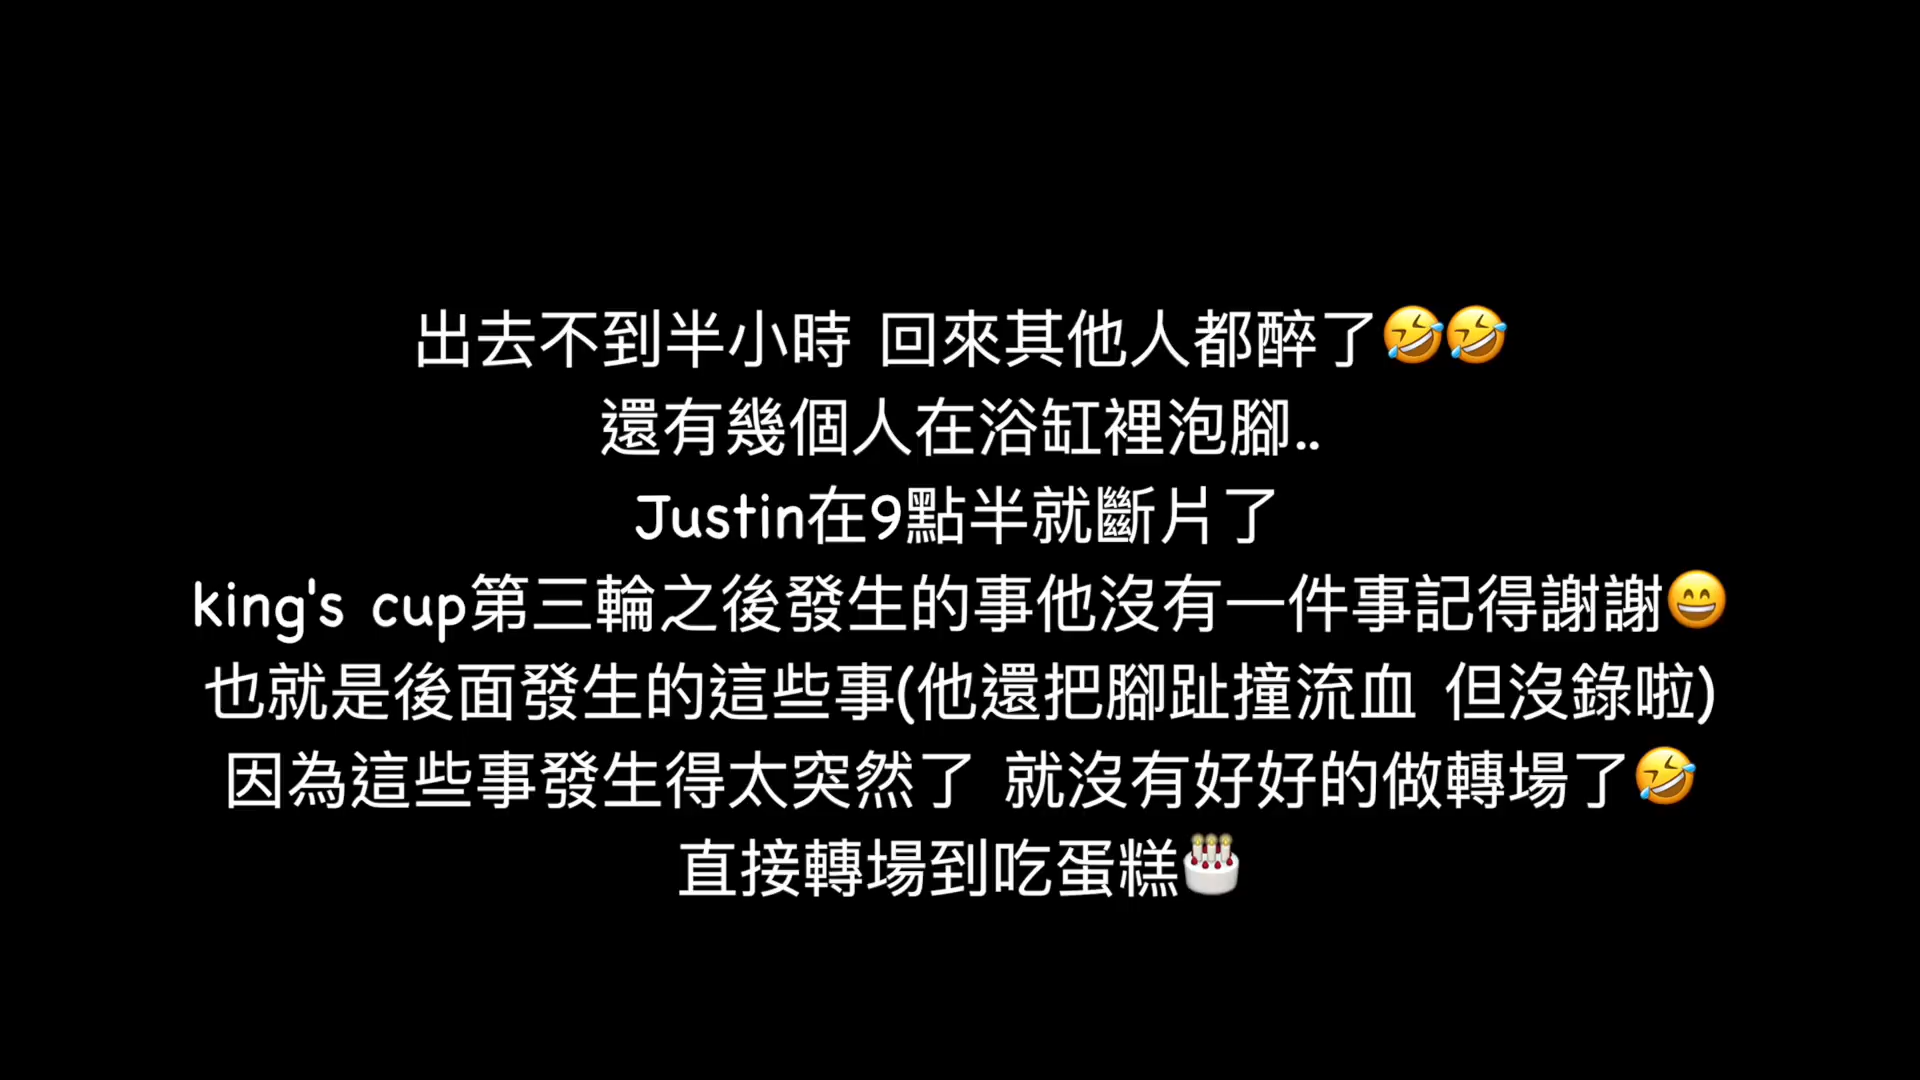 出去不到半小時 回來其他人都醉了🤣🤣
還有幾個人在浴缸裡泡腳..
Justin在9點半就斷片了
king's cup第三輪之後發生的事他沒有一件事記得謝謝😄
也就是後面發生的這些事(他還把腳趾撞流血 但沒錄啦)
因為這些事發生得太突然了 就沒有好好的做轉場了🤣
直接轉場到吃蛋糕🎂